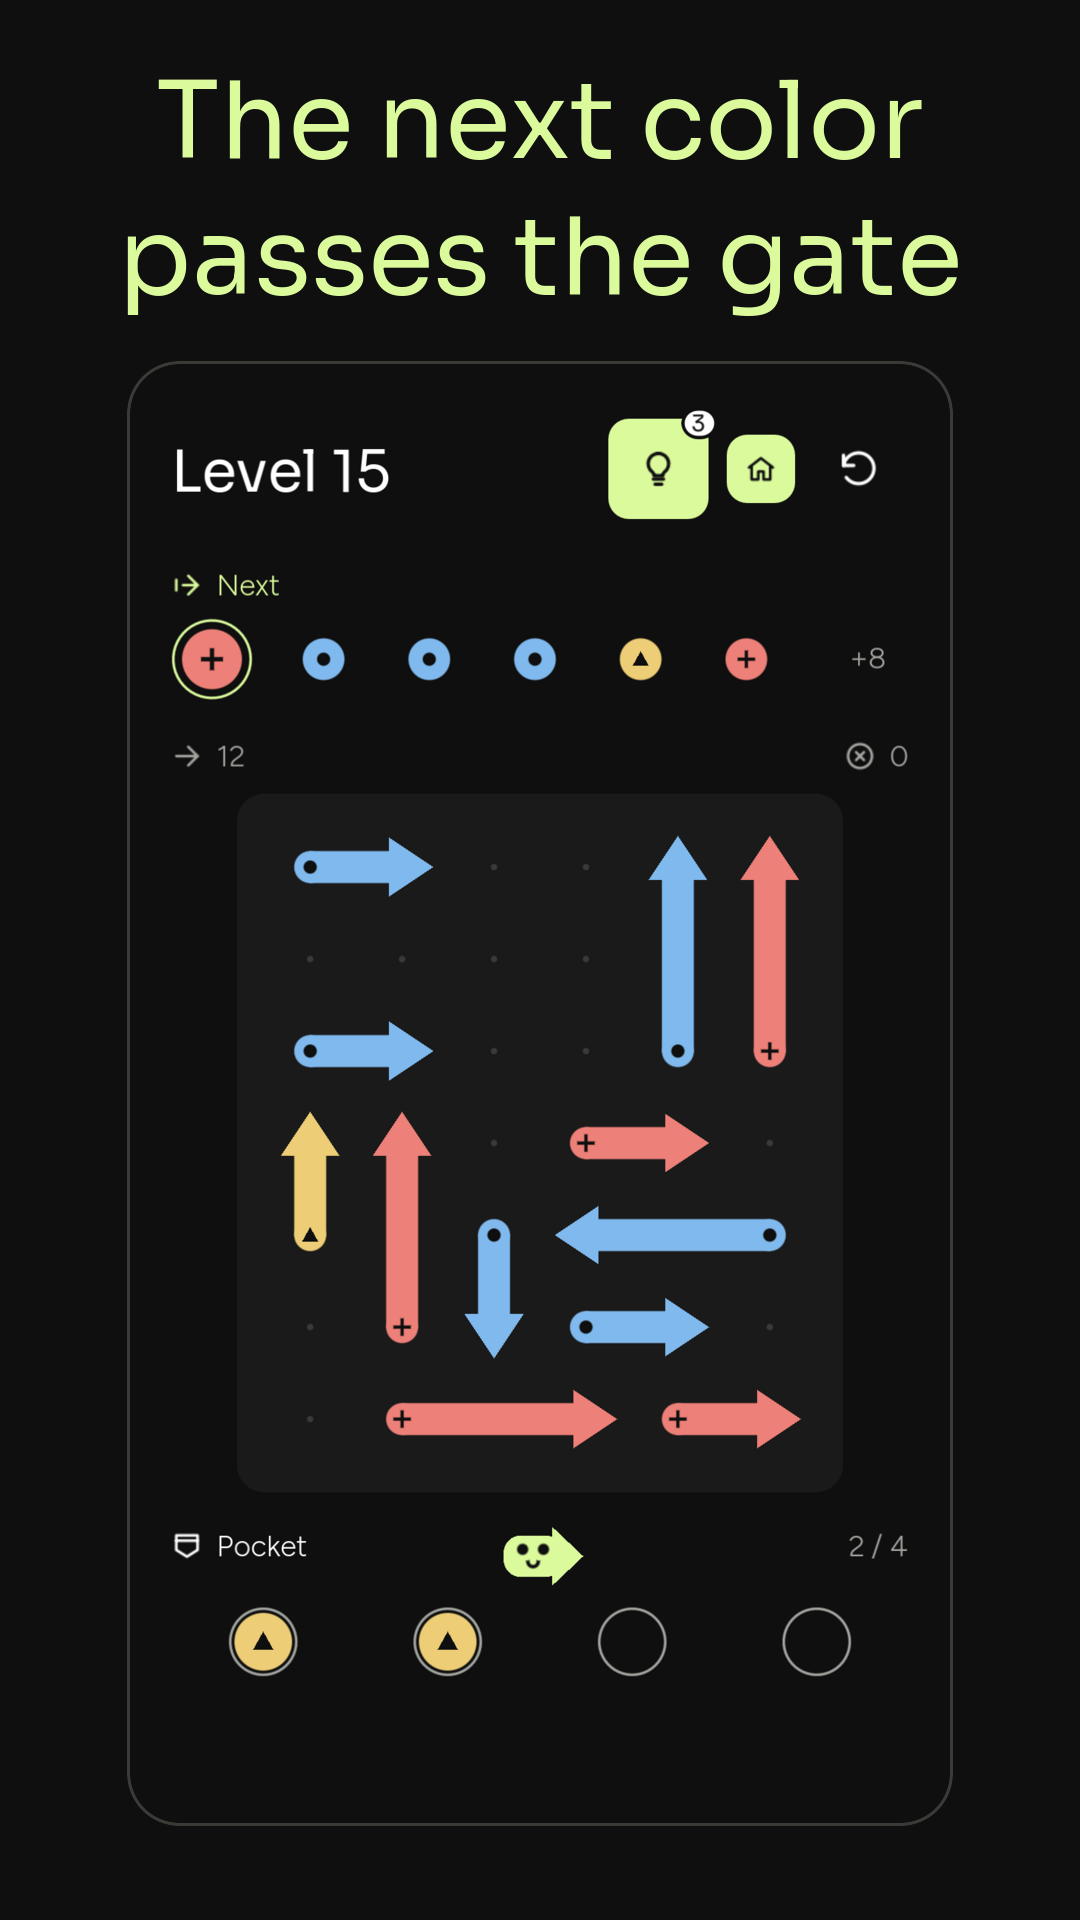 The next color
passes the gate
Level 15
3
Next
+8
12
0
Pocket
2 / 4